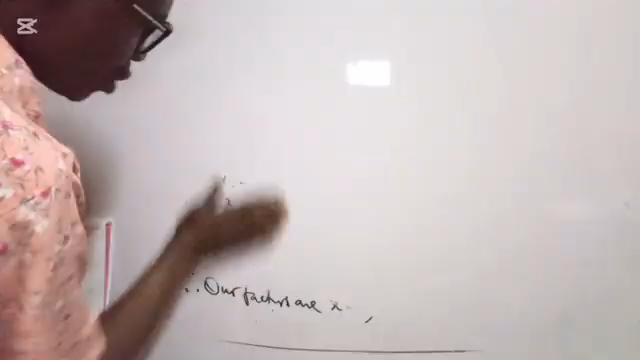 x -
x
∴ Our factors are x- ,